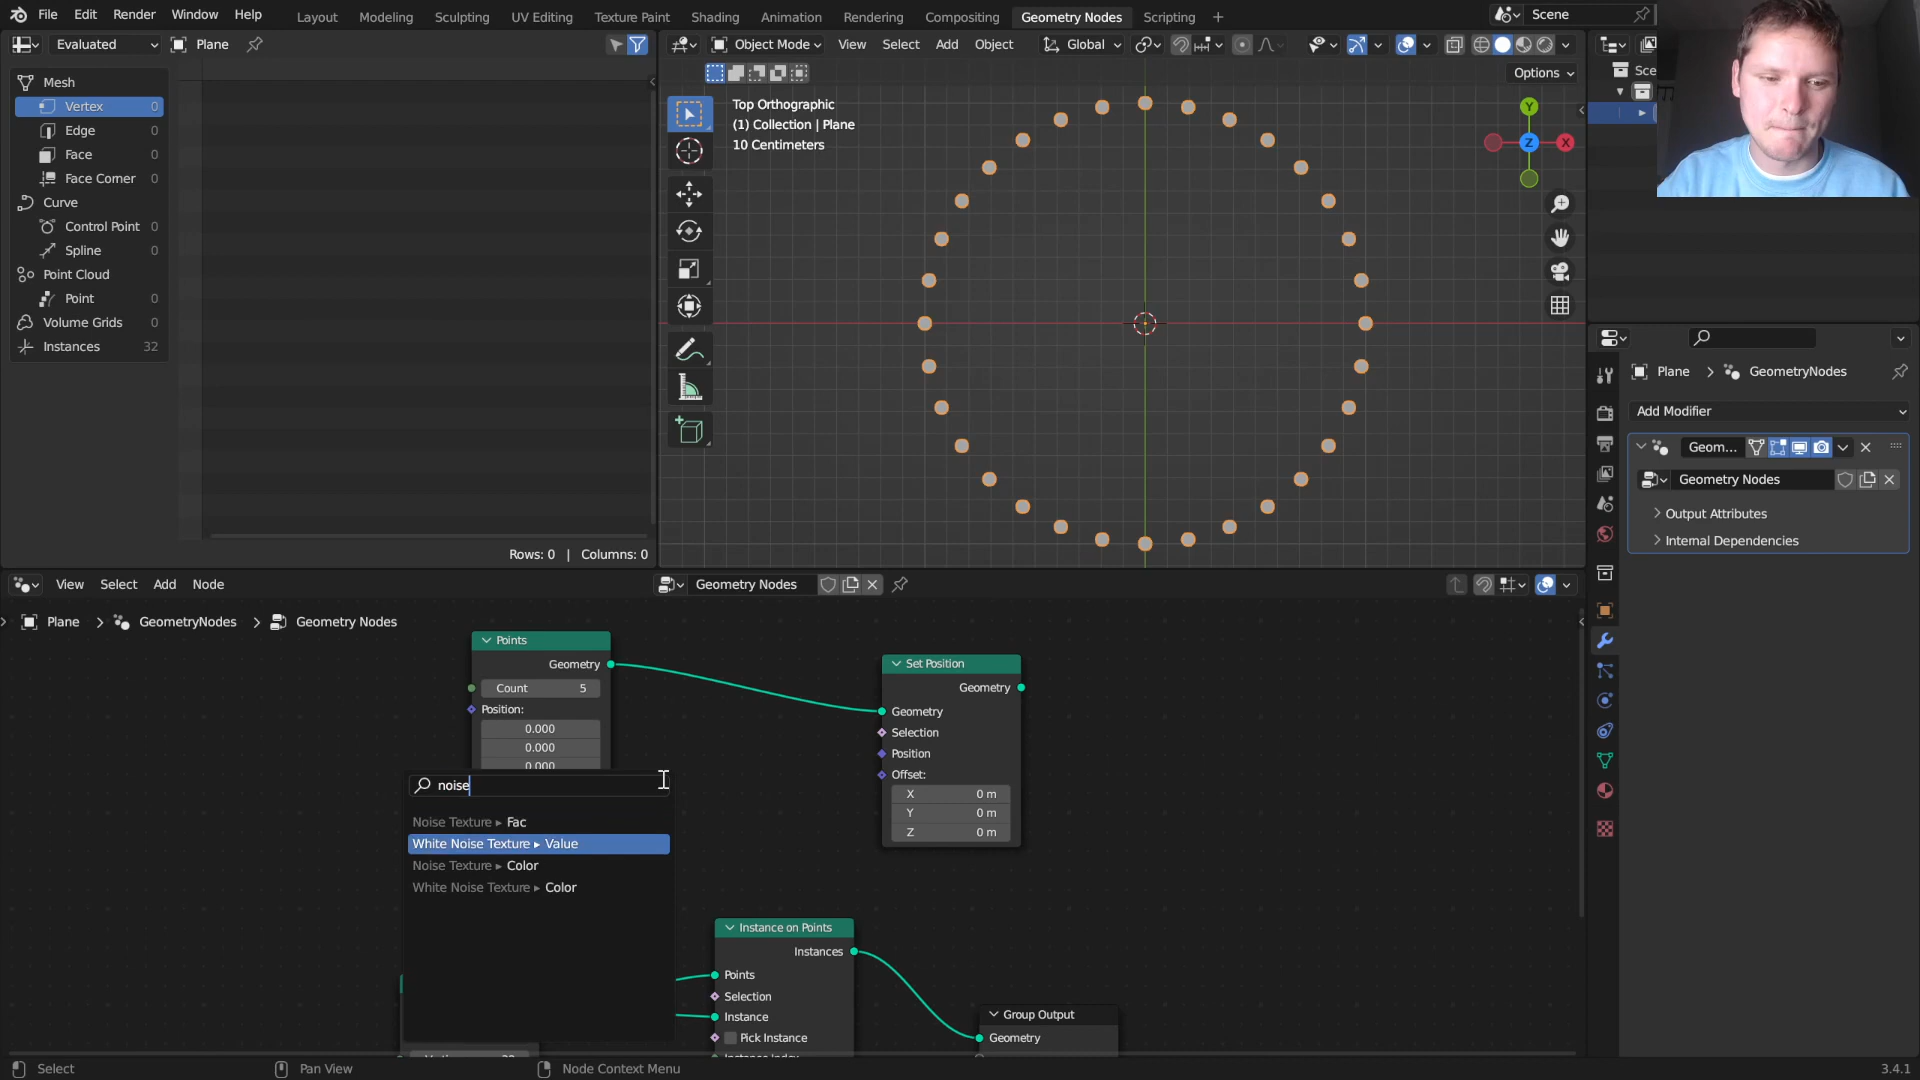 File Edit Render Window Help Layout Modeling Sculpting UV Editing Texture Paint Shading Animation Rendering Compositing Geometry Nodes Scripting + Scene
Evaluated Plane
Object Mode View Select Add Object Global
Options
Mesh
Vertex 0
Edge 0
Face 0
Face Corner 0
Curve
Control Point 0
Spline 0
Point Cloud
Point 0
Volume Grids 0
Instances 32
Rows: 0 | Columns: 0
Top Orthographic
(1) Collection | Plane
10 Centimeters
Y
Z
X
Sce
Plane > GeometryNodes
Add Modifier
Geom...
Geometry Nodes
Output Attributes
Internal Dependencies
View Select Add Node
Geometry Nodes
Plane > GeometryNodes > Geometry Nodes
Points
Geometry
Count 5
Position:
0.000
0.000
0.000
noise
Noise Texture ▸ Fac
White Noise Texture ▸ Value
Noise Texture ▸ Color
White Noise Texture ▸ Color
Set Position
Geometry
Geometry
Selection
Position
Offset:
X 0 m
Y 0 m
Z 0 m
Instance on Points
Instances
Points
Selection
Instance
Pick Instance
Instance Index
Group Output
Geometry
Select Pan View Node Context Menu 3.4.1